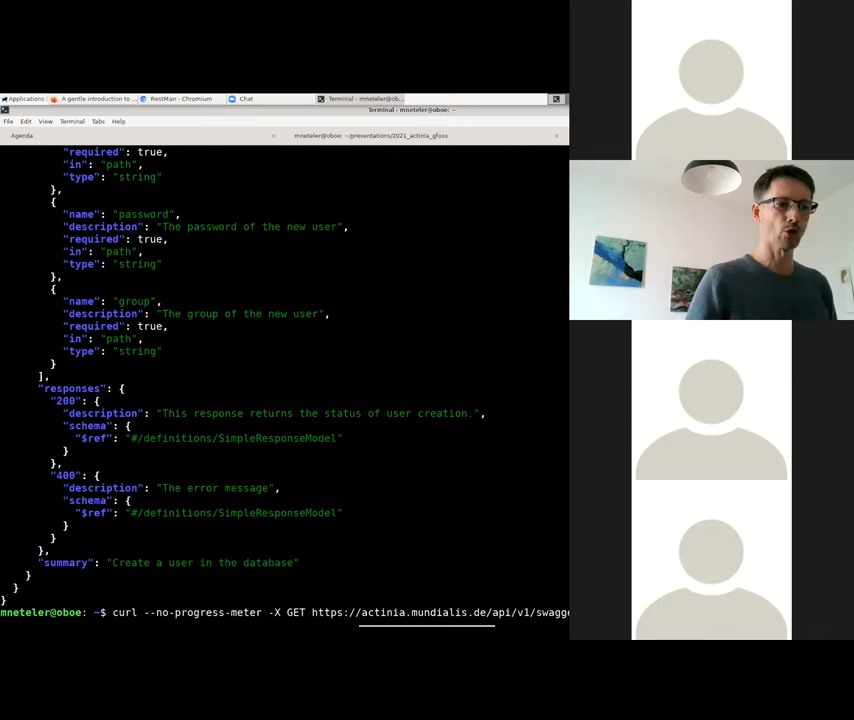 Applications
A gentle introduction to ...
RestMan - Chromium
Chat
Terminal - mneteler@ob...
Terminal - mneteler@oboe: ~
File Edit View Terminal Tabs Help
Agenda
mneteler@oboe: ~/presentations/2021_actinia_gfoss
"required": true,
"in": "path",
"type": "string"
},
{
"name": "password",
"description": "The password of the new user",
"required": true,
"in": "path",
"type": "string"
},
{
"name": "group",
"description": "The group of the new user",
"required": true,
"in": "path",
"type": "string"
}
],
"responses": {
"200": {
"description": "This response returns the status of user creation.",
"schema": {
"$ref": "#/definitions/SimpleResponseModel"
}
},
"400": {
"description": "The error message",
"schema": {
"$ref": "#/definitions/SimpleResponseModel"
}
}
},
"summary": "Create a user in the database"
}
}
}
mneteler@oboe: ~$ curl --no-progress-meter -X GET https://actinia.mundialis.de/api/v1/swagge